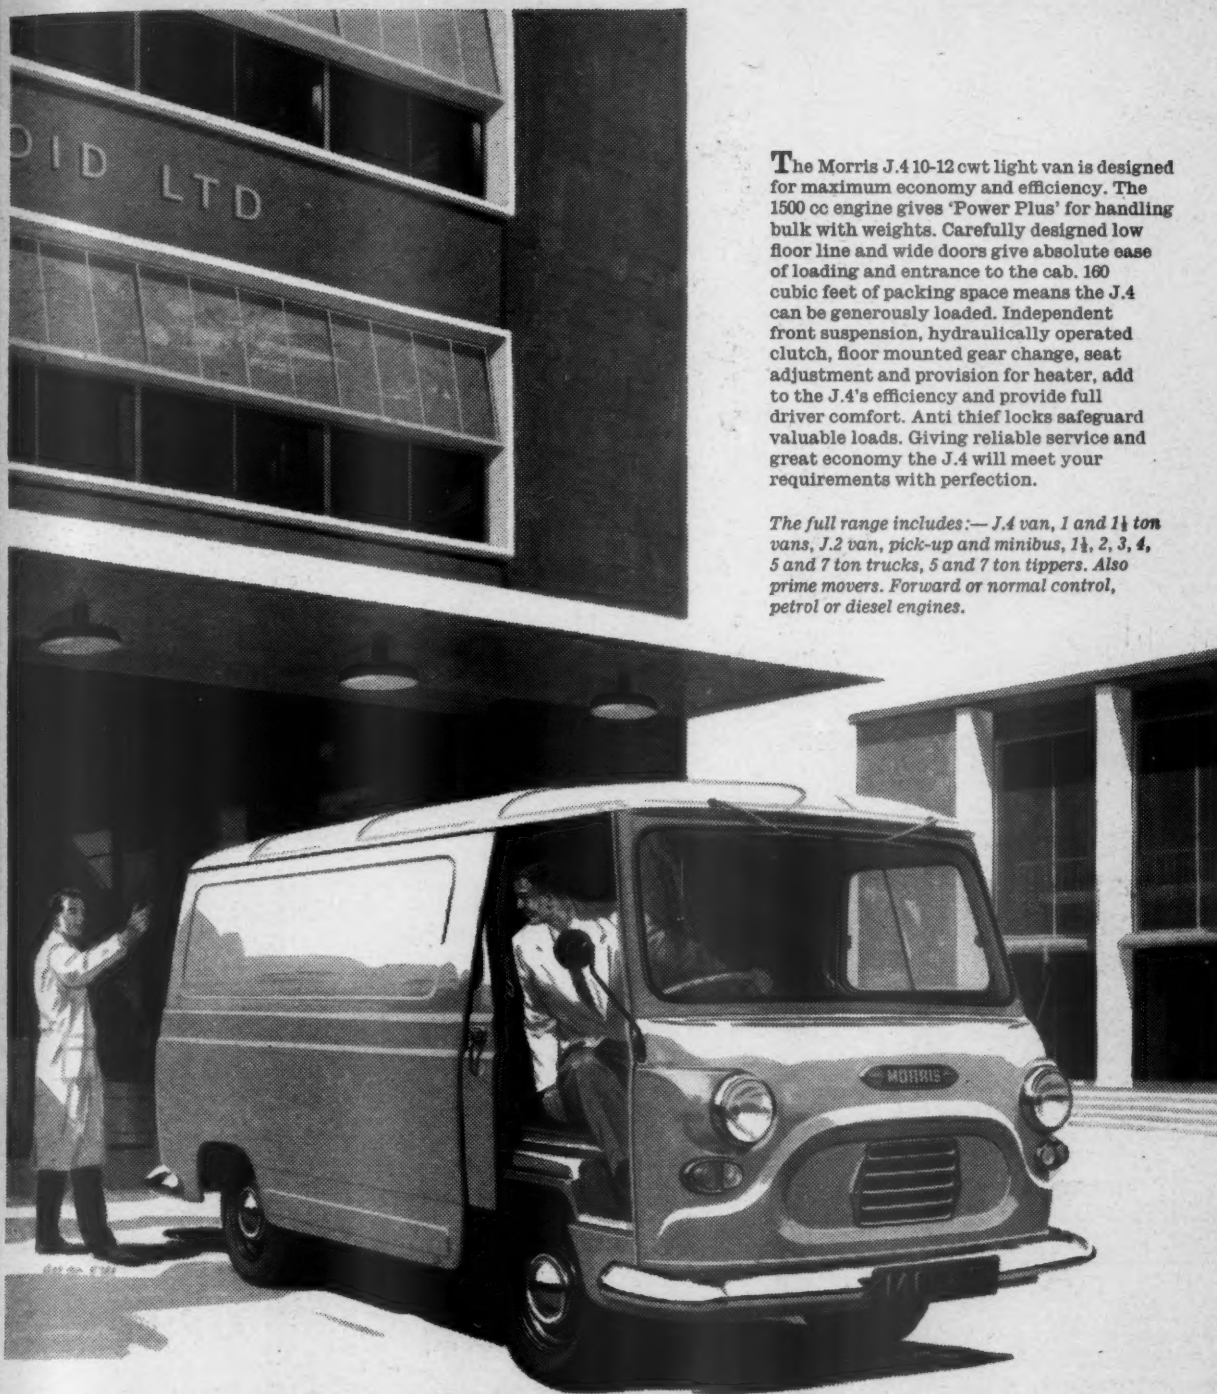 OID LTD
The Morris J.4 10-12 cwt light van is designed
for maximum economy and efficiency. The
1500 cc engine gives ‘Power Plus’ for handling
bulk with weights. Carefully designed low
floor line and wide doors give absolute ease
of loading and entrance to the cab. 160
cubic feet of packing space means the J.4
can be generously loaded. Independent
front suspension, hydraulically operated
clutch, floor mounted gear change, seat
adjustment and provision for heater, add
to the J.4's efficiency and provide full
driver comfort. Anti thief locks safeguard
valuable loads. Giving reliable service and
great economy the J.4 will meet your
requirements with perfection.
The full range includes:— J.4 van, 1 and 1½ ton
vans, J.2 van, pick-up and minibus, 1½, 2, 3, 4,
5 and 7 ton trucks, 5 and 7 ton tippers. Also
prime movers. Forward or normal control,
petrol or diesel engines.
MORRIS